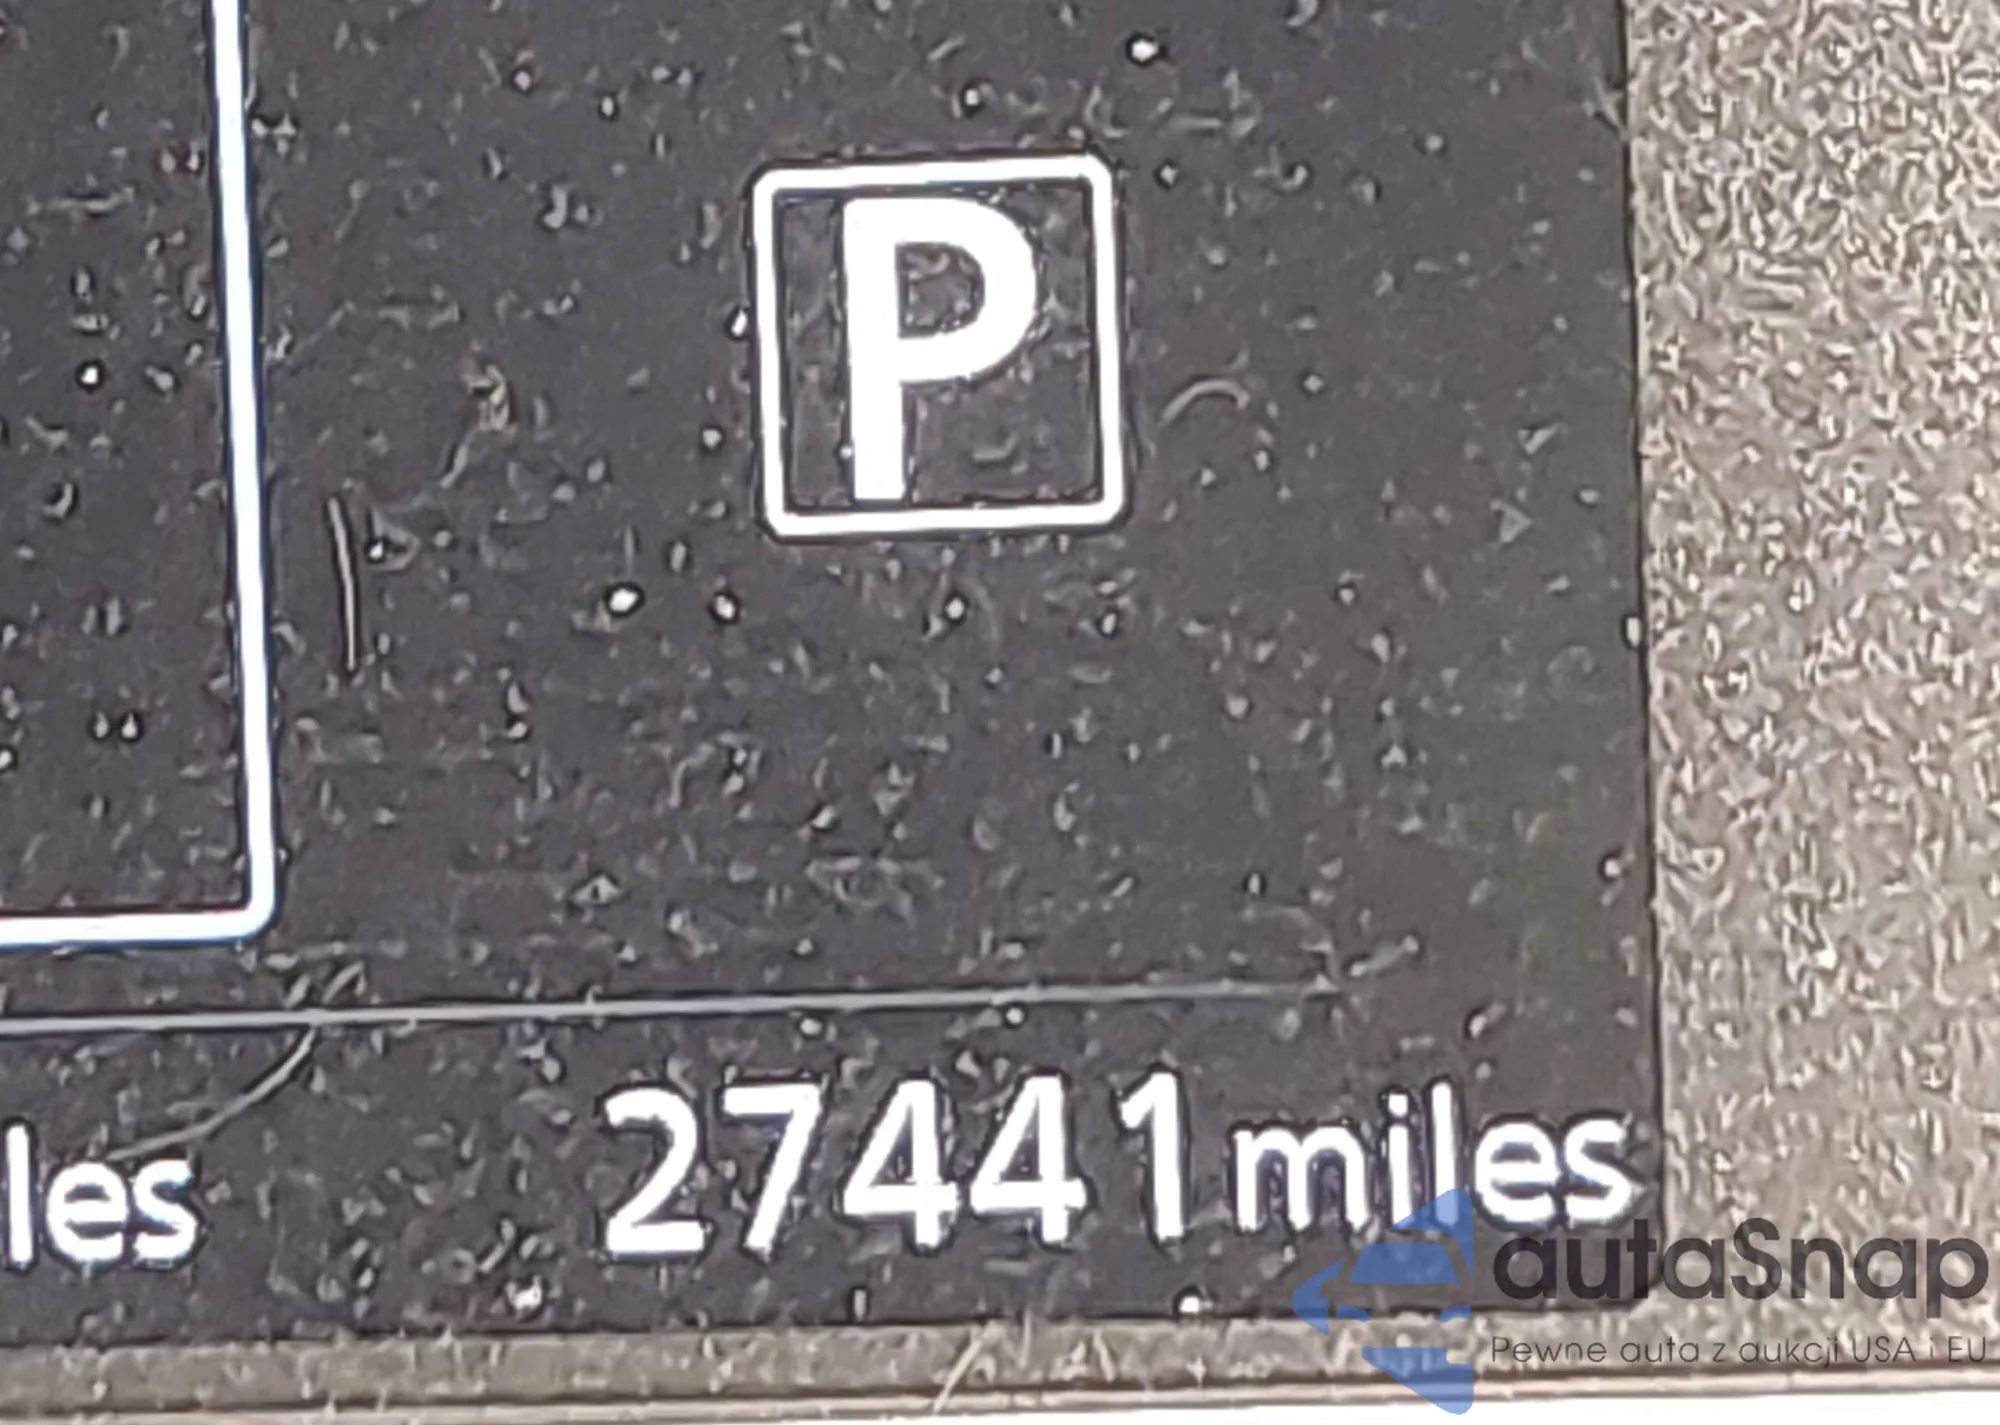 P
les 27441 miles
autaSnap
Pewne auta z aukcji USA i EU